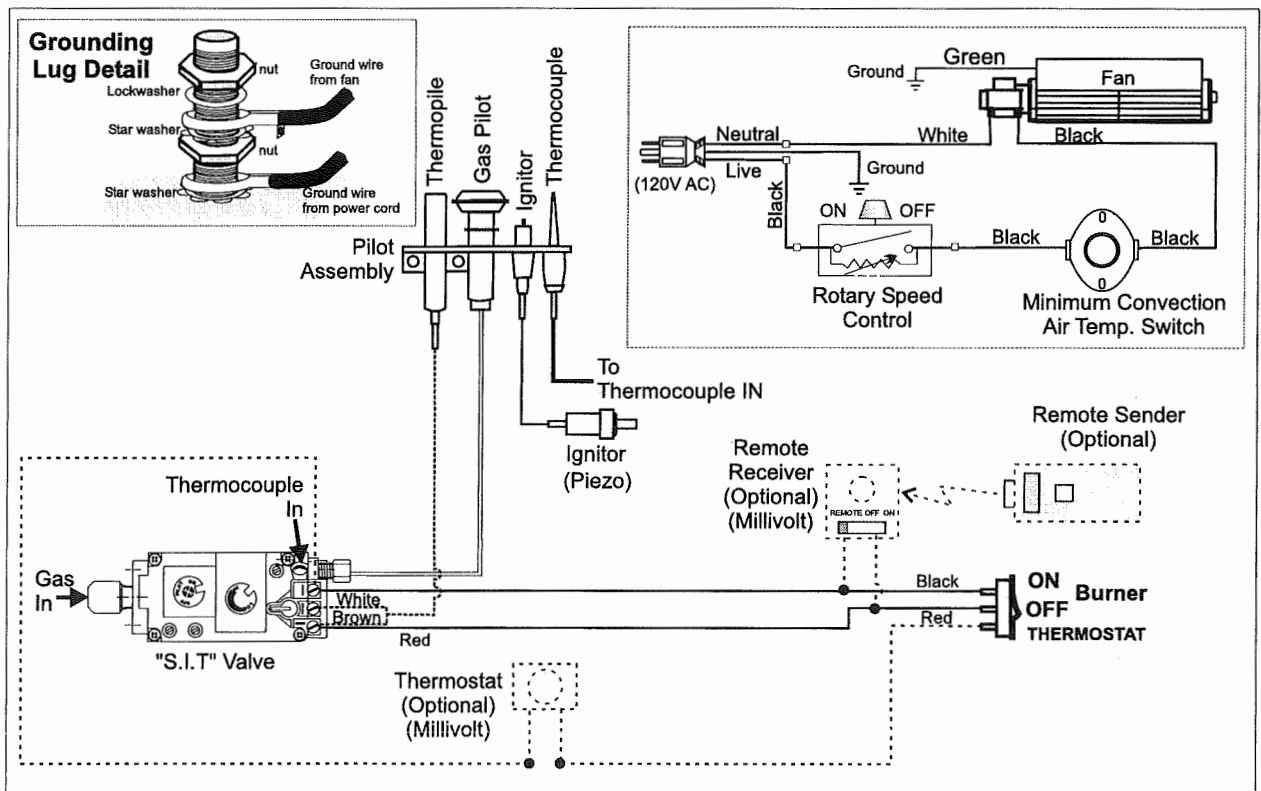 Grounding
Lug Detail
nut
Lockwasher
Ground wire
from fan
Star washer
nut
Star washer
Ground wire
from power cord
Thermopile
Gas Pilot
Ignitor
Thermocouple
Pilot
Assembly
To
Thermocouple IN
Ignitor
(Piezo)
Green
Ground
Fan
Neutral
White
Black
(120V AC)
Live
Ground
Black
ON
OFF
Black
Black
Rotary Speed
Control
Minimum Convection
Air Temp. Switch
Remote Sender
(Optional)
Remote
Receiver
(Optional)
(Millivolt)
REMOTE OFF ON
Thermocouple
In
Gas
In
White
Brown
Red
"S.I.T" Valve
Black
Red
ON
Burner
OFF
THERMOSTAT
Thermostat
(Optional)
(Millivolt)